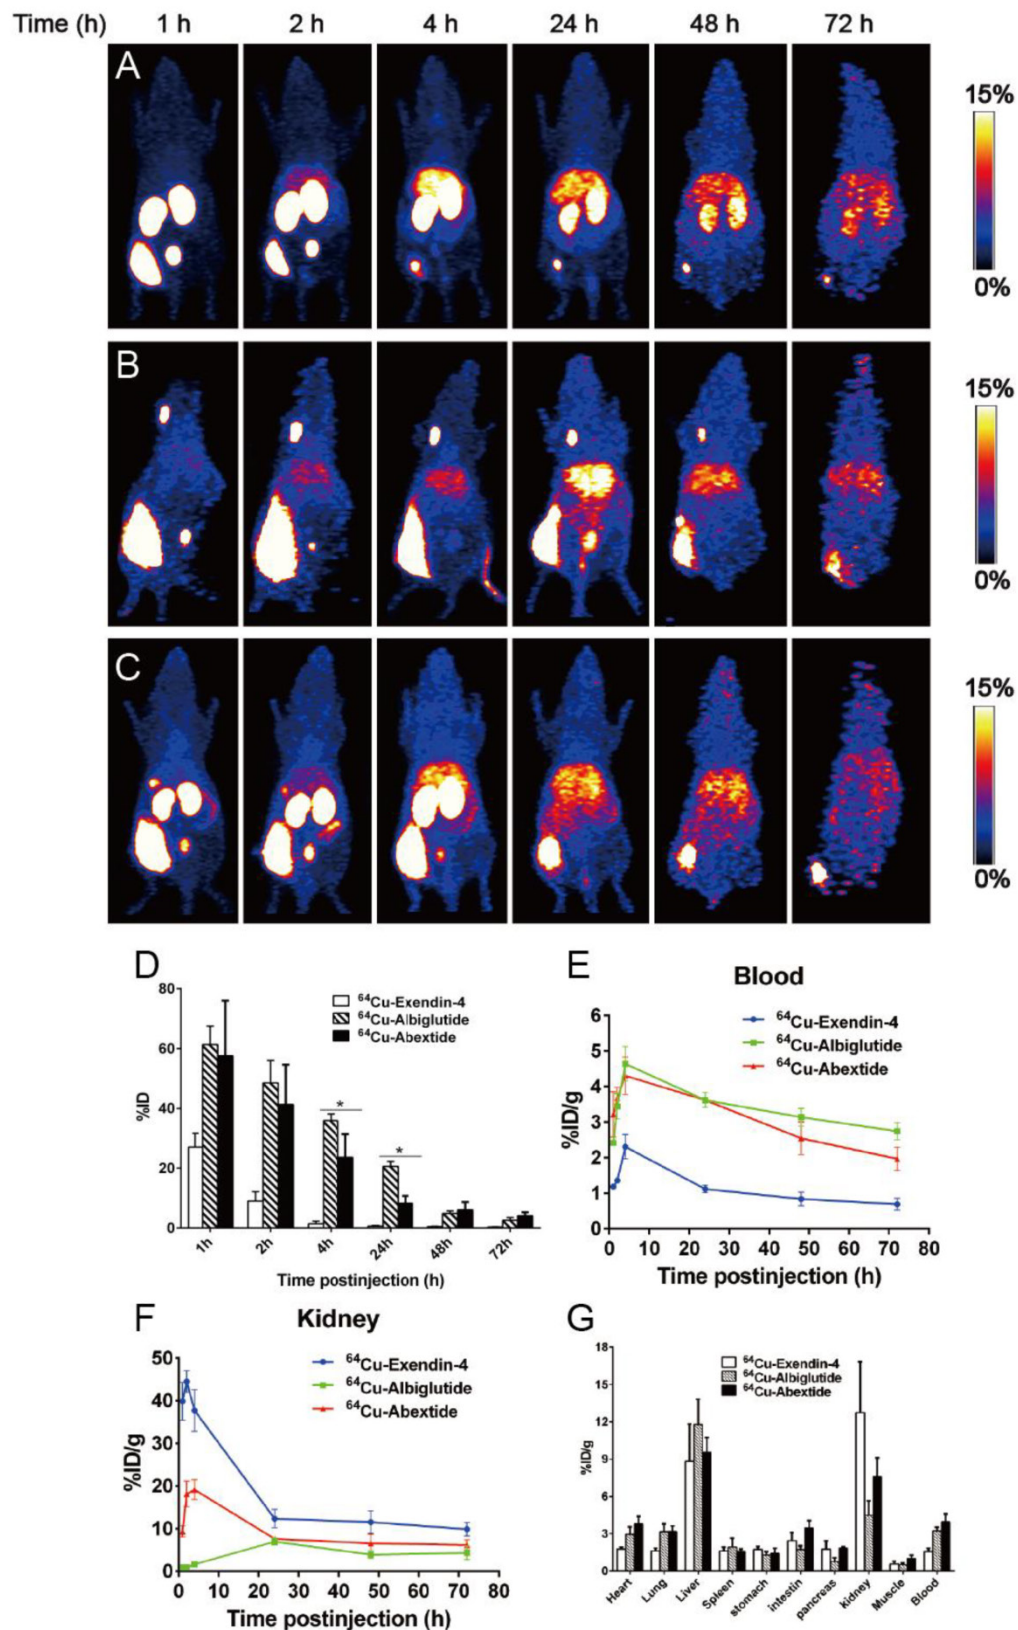 Time (h) 1 h 2 h 4 h 24 h 48 h 72 h
A
15%
0%
B
15%
0%
C
15%
0%
D
80
60
40
20
0
%ID
⁶⁴Cu-Exendin-4
⁶⁴Cu-Albiglutide
⁶⁴Cu-Abextide
*
*
1h 2h 4h 24h 48h 72h
Time postinjection (h)
E
Blood
6
5
4
3
2
1
0
%ID/g
⁶⁴Cu-Exendin-4
⁶⁴Cu-Albiglutide
⁶⁴Cu-Abextide
0 10 20 30 40 50 60 70 80
Time postinjection (h)
F
Kidney
50
40
30
20
10
0
%ID/g
⁶⁴Cu-Exendin-4
⁶⁴Cu-Albiglutide
⁶⁴Cu-Abextide
0 10 20 30 40 50 60 70 80
Time postinjection (h)
G
18
15
12
9
6
3
0
%ID/g
⁶⁴Cu-Exendin-4
⁶⁴Cu-Albiglutide
⁶⁴Cu-Abextide
Heart Lung Liver Spleen stomach intestin pancreas kidney Muscle Blood